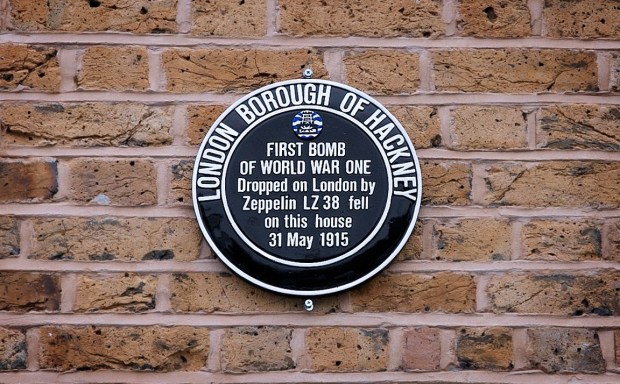 LONDON BOROUGH OF HACKNEY
FIRST BOMB
OF WORLD WAR ONE
Dropped on London by
Zeppelin LZ 38 fell
on this house
31 May 1915